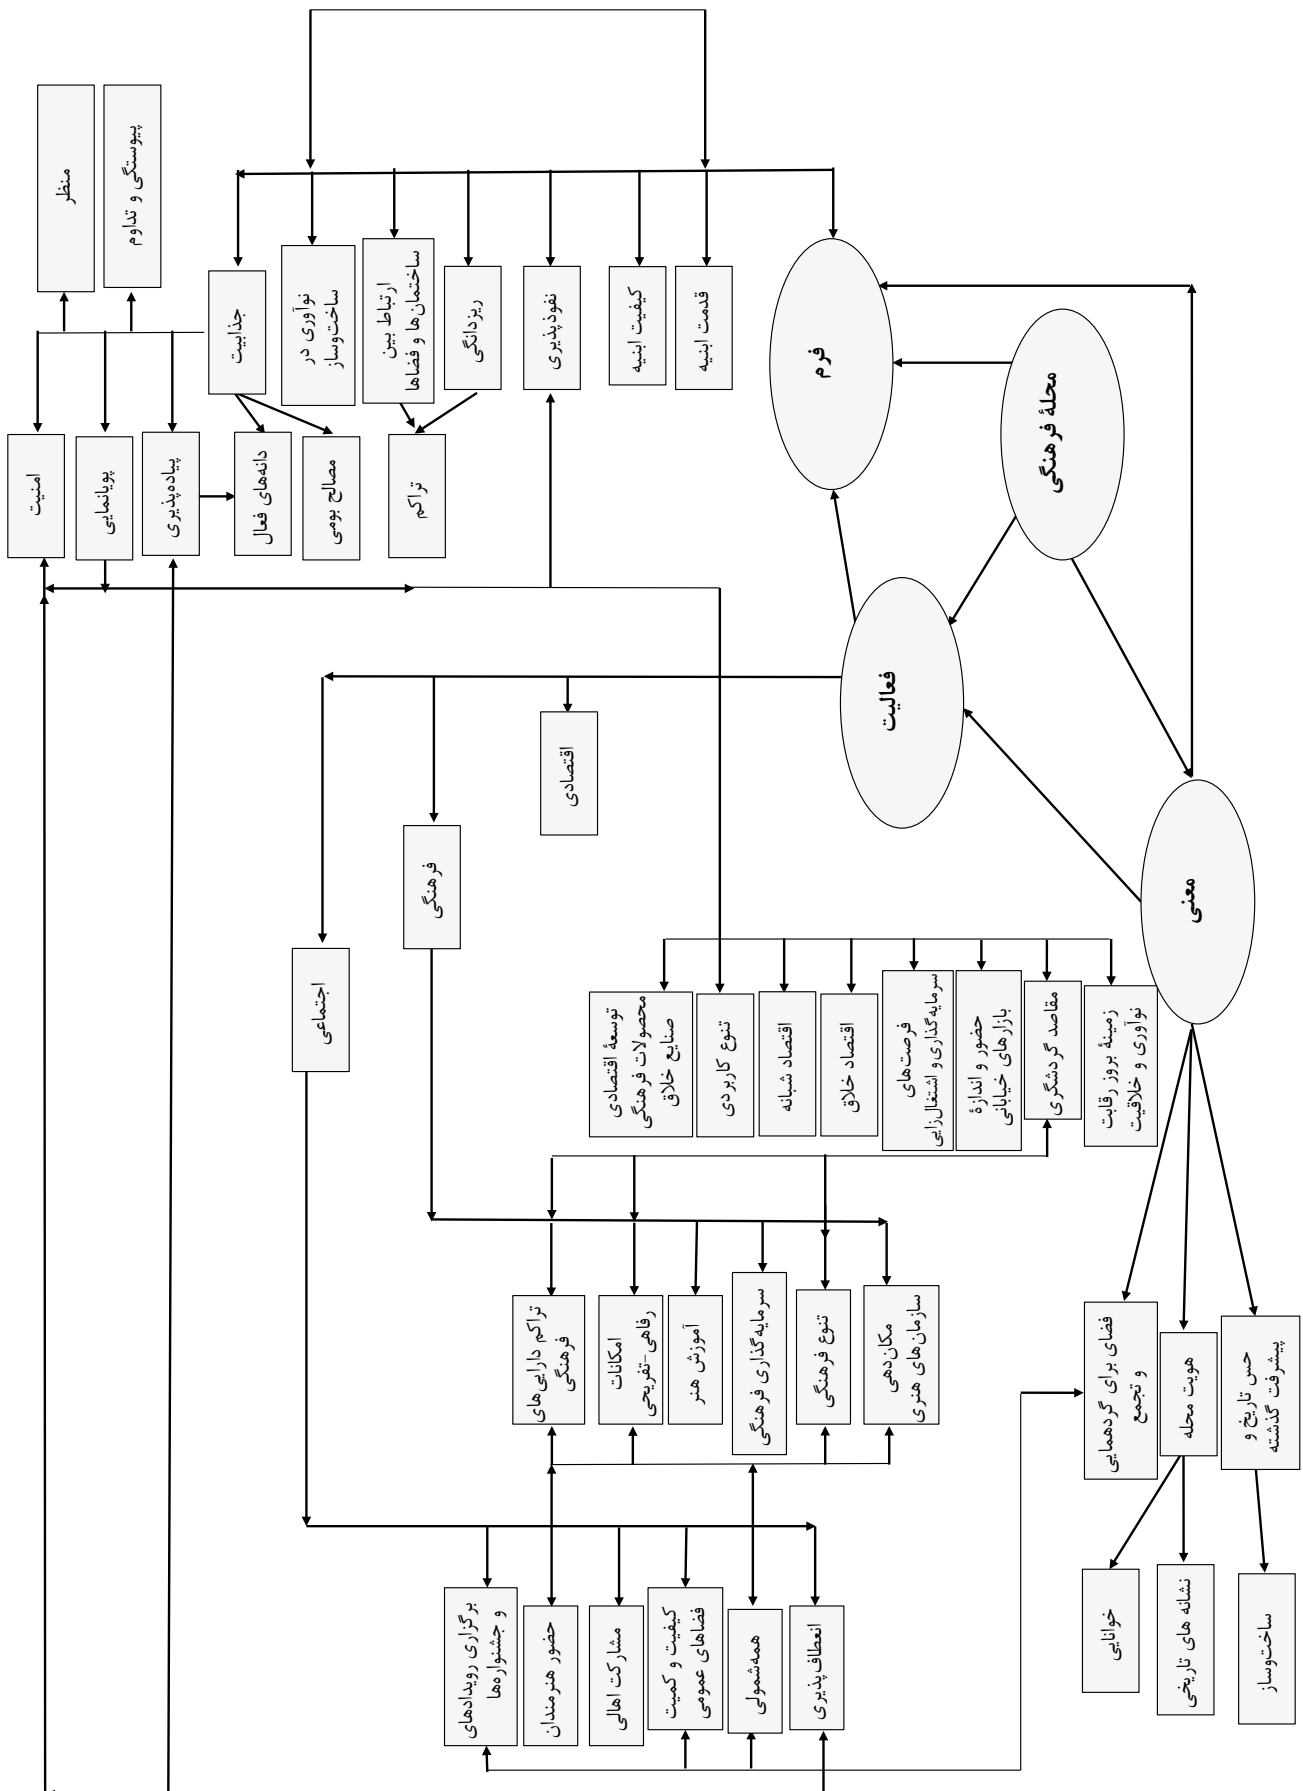 محلهٔ فرهنگی
فرم
فعالیت
معنی
قدمت ابنیه
کیفیت ابنیه
نفوذپذیری
ریزدانگی
ارتباط بین
ساختمان‌ها و فضاها
نوآوری در
ساخت‌وساز
جذابیت
پیوستگی و تداوم
منظر
تراکم
مصالح بومی
دانه‌های فعال
پیاده‌پذیری
پویانمایی
امنیت
اقتصادی
فرهنگی
اجتماعی
زمینهٔ بروز رقابت
نوآوری و خلاقیت
مقاصد گردشگری
حضور و اندازهٔ
بازارهای خیابانی
فرصت‌های
سرمایه‌گذاری و اشتغال‌زایی
اقتصاد خلاق
اقتصاد شبانه
تنوع کاربردی
توسعهٔ اقتصادی
محصولات فرهنگی
صنایع خلاق
مکان‌دهی
سازمان‌های هنری
تنوع فرهنگی
سرمایه‌گذاری فرهنگی
آموزش هنر
امکانات
رفاهی-تفریحی
تراکم دارایی‌های
فرهنگی
حس تاریخ و
پیشرفت گذشته
هویت محله
فضای برای گردهمایی
و تجمع
ساخت‌وساز
نشانه های تاریخی
خوانایی
انعطاف‌پذیری
همه‌شمولی
کیفیت و کمیت
فضاهای عمومی
مشارکت اهالی
حضور هنرمندان
برگزاری رویدادهای
و جشنواره‌ها